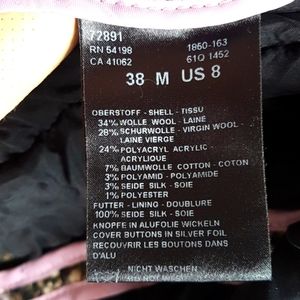 72891
RN 54198 1850-163
CA 41062 61Q 1452
38 M US 8
OBERSTOFF - SHELL - TISSU
34% WOLLE WOOL - LAINE
28% SCHURWOLLE - VIRGIN WOOL -
LAINE VIERGE
24% POLYACRYL ACRYLIC -
ACRYLIQUE
7% BAUMWOLLE COTTON - COTON
3% POLYAMID - POLYAMIDE
3% SEIDE SILK - SOIE
1% POLYESTER
FUTTER - LINING - DOUBLURE
100% SEIDE SILK - SOIE
KNOPFE IN ALUFOLIE WICKELN
COVER BUTTONS IN SILVER FOIL
RECOUVRIR LES BOUTONS DANS
D'ALU
NICHT WASCHEN